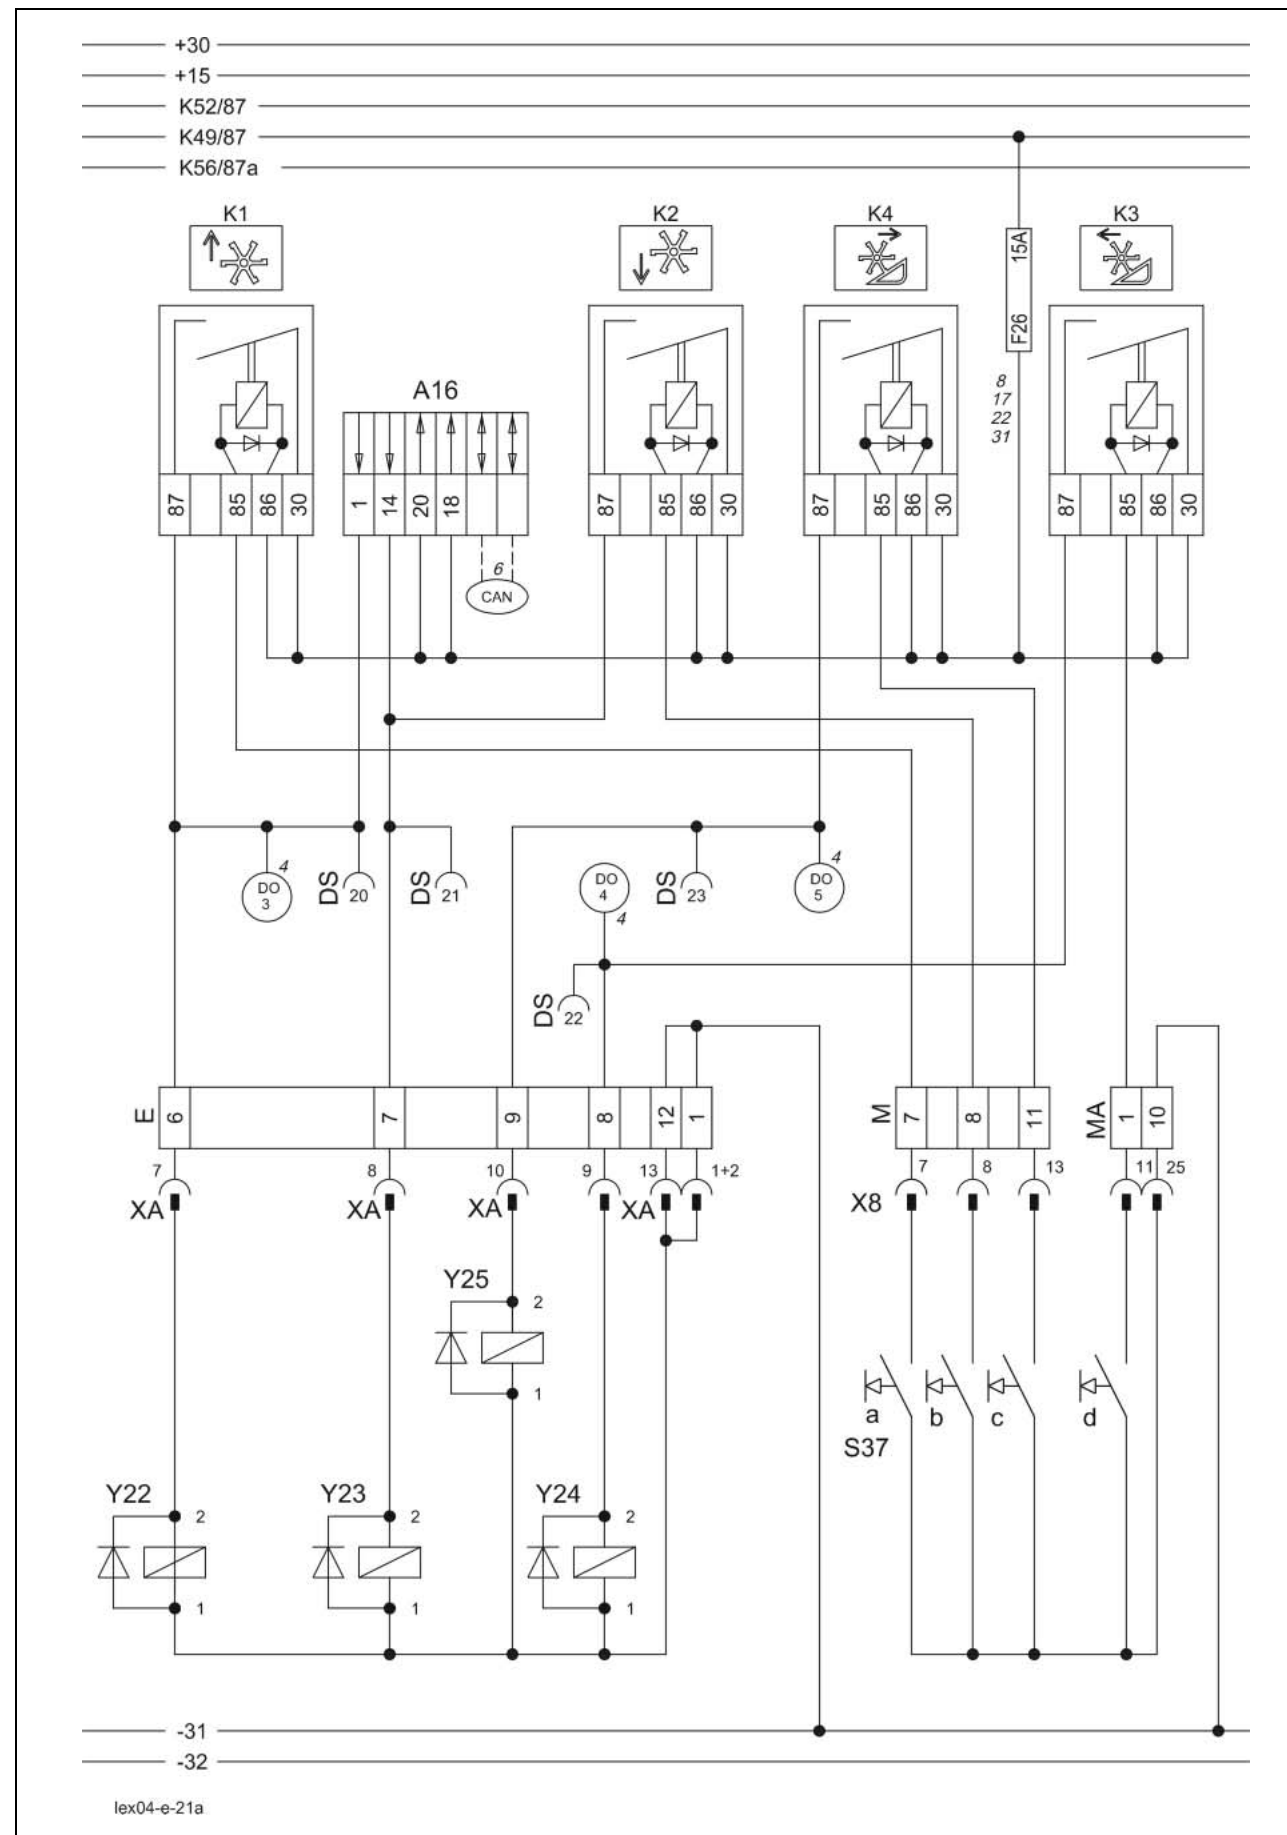 +30
+15
K52/87
K49/87
K56/87a
K1
K2
K4
K3
15A
F26
A16
8
17
22
31
87
85
86
30
1
14
20
18
87
85
86
30
87
85
86
30
87
85
86
30
6
CAN
4
DO
3
DS
20
DS
21
DO
4
4
DS
23
4
DO
5
DS
22
E
6
7
9
8
12
1
M
7
8
11
MA
1
10
7
8
10
9
13
1+2
7
8
13
11
25
XA
XA
XA
XA
X8
Y25
2
1
a
b
c
d
S37
Y22
2
1
Y23
2
1
Y24
2
1
-31
-32
lex04-e-21a